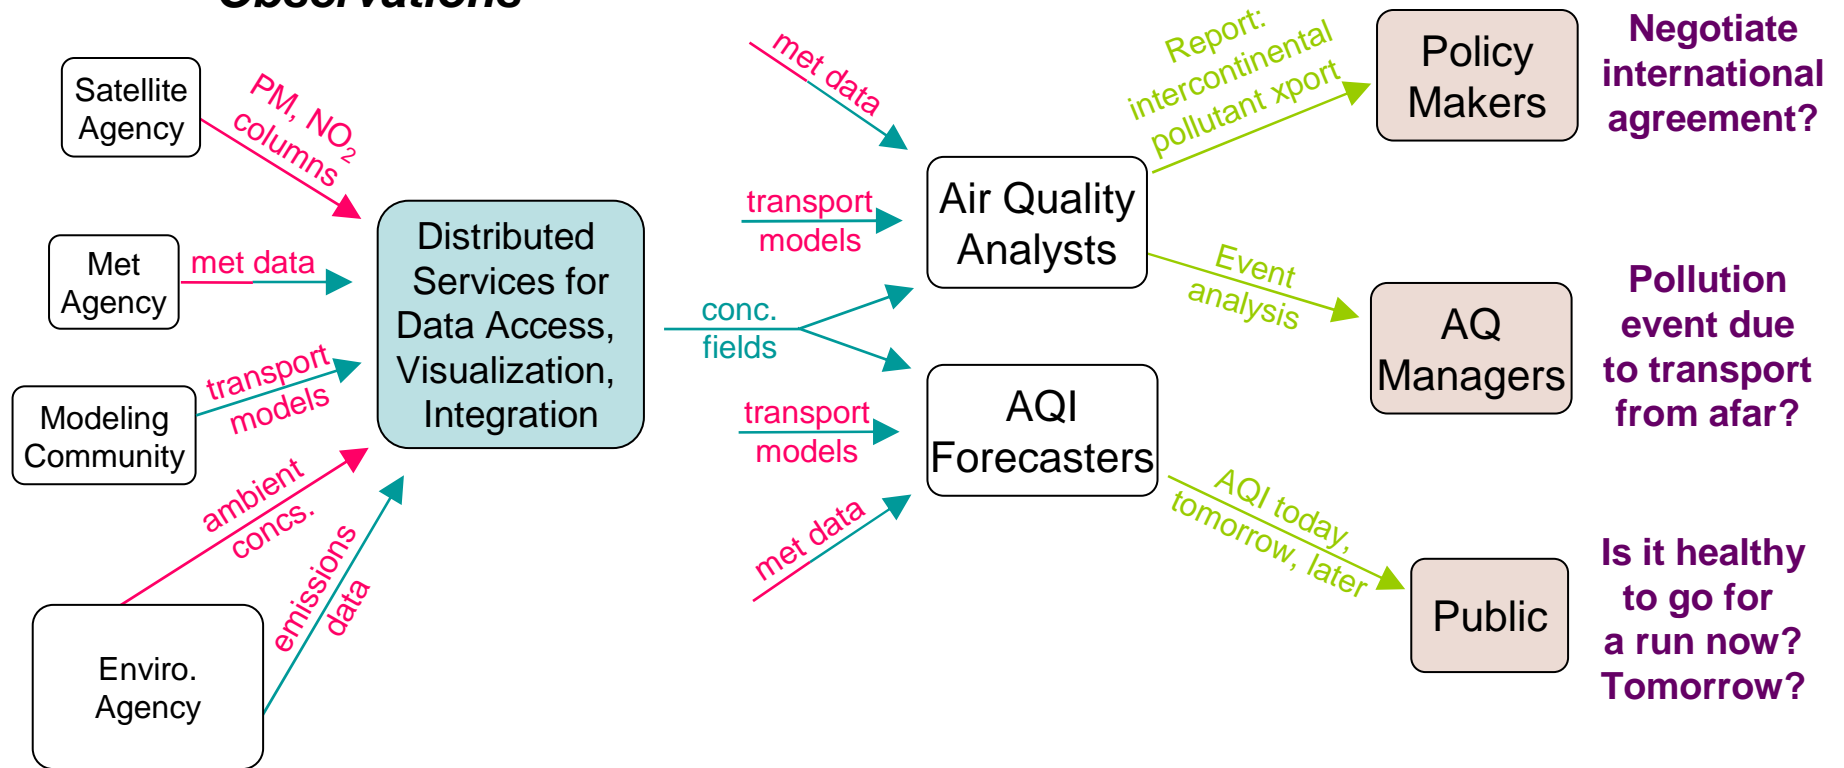 Observations
Satellite
Agency
PM, NO₂
columns
Met
Agency
met data
Modeling
Community
transport
models
Enviro.
Agency
ambient
concs.
emissions
data
Distributed
Services for
Data Access,
Visualization,
Integration
met data
transport
models
conc.
fields
transport
models
met data
Air Quality
Analysts
AQI
Forecasters
Report:
intercontinental
pollutant xport
Event
analysis
AQI today,
tomorrow, later
Policy
Makers
AQ
Managers
Public
Negotiate
international
agreement?
Pollution
event due
to transport
from afar?
Is it healthy
to go for
a run now?
Tomorrow?